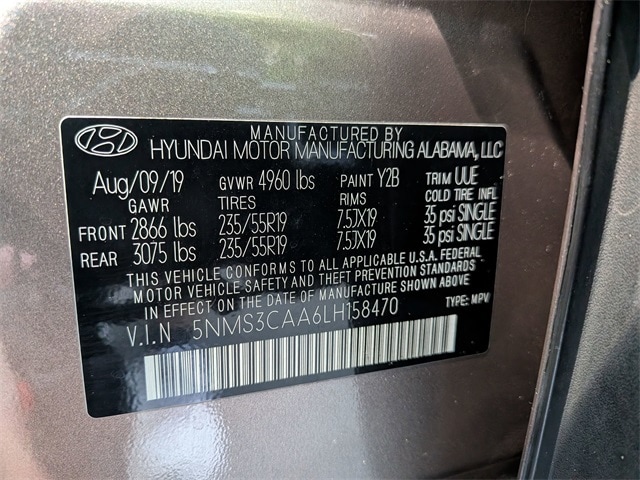 MANUFACTURED BY
HYUNDAI MOTOR MANUFACTURING ALABAMA, LLC
Aug/09/19 GVWR 4960 lbs PAINT Y2B TRIM UUE
GAWR TIRES RIMS COLD TIRE INFL
FRONT 2866 lbs 235/55R19 7.5JX19 35 psi SINGLE
REAR 3075 lbs 235/55R19 7.5JX19 35 psi SINGLE
THIS VEHICLE CONFORMS TO ALL APPLICABLE U.S.A. FEDERAL
MOTOR VEHICLE SAFETY AND THEFT PREVENTION STANDARDS
IN EFFECT ON THE DATE OF MANUFACTURE SHOWN ABOVE
V.I.N 5NMS3CAA6LH158470 TYPE: MPV